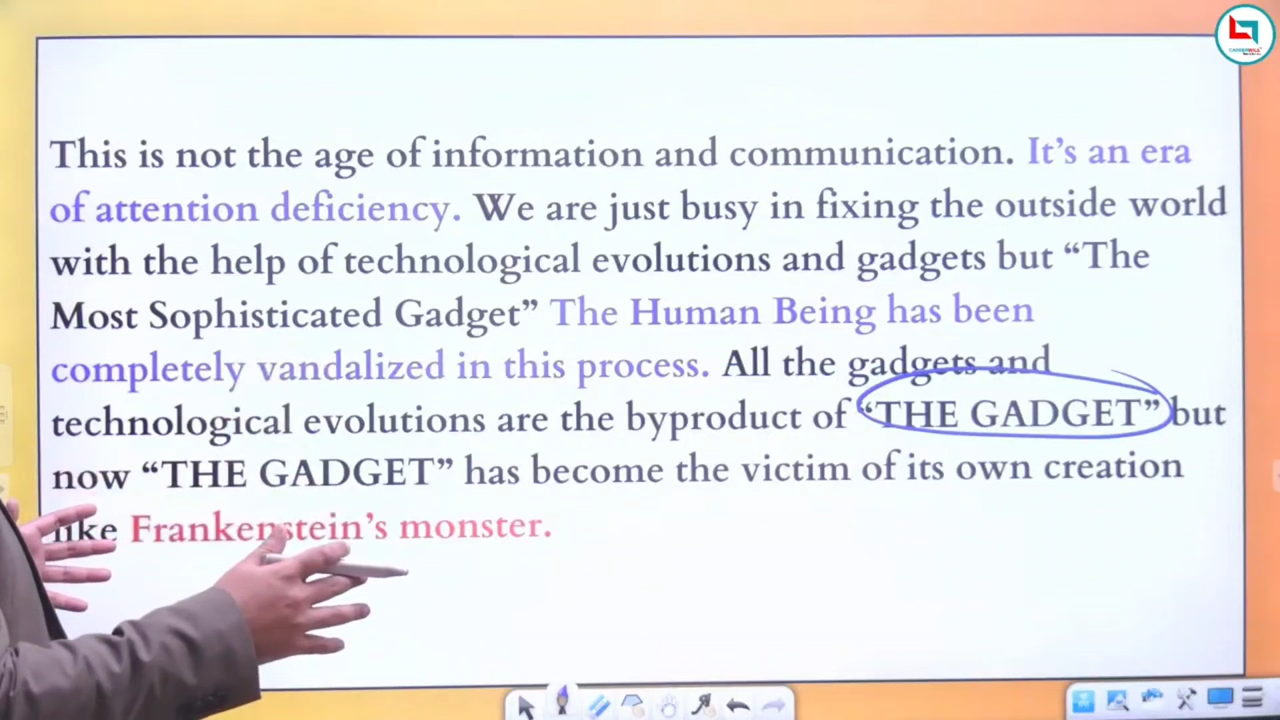 CAREERWILL
This is not the age of information and communication. It’s an era
of attention deficiency. We are just busy in fixing the outside world
with the help of technological evolutions and gadgets but “The
Most Sophisticated Gadget” The Human Being has been
completely vandalized in this process. All the gadgets and
technological evolutions are the byproduct of “THE GADGET” but
now “THE GADGET” has become the victim of its own creation
like Frankenstein’s monster.